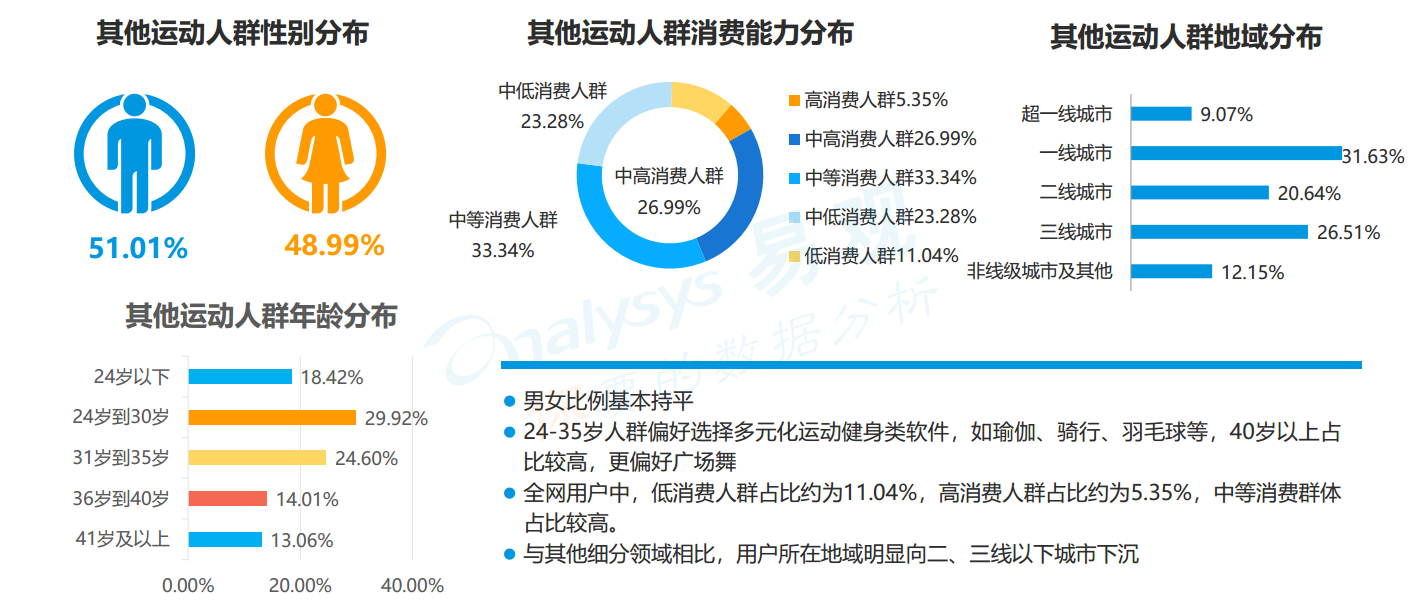 其他运动人群性别分布
51.01%
48.99%
其他运动人群消费能力分布
中低消费人群
23.28%
中等消费人群
33.34%
中高消费人群
26.99%
高消费人群5.35%
中高消费人群26.99%
中等消费人群33.34%
中低消费人群23.28%
低消费人群11.04%
其他运动人群地域分布
超一线城市 9.07%
一线城市 31.63%
二线城市 20.64%
三线城市 26.51%
非线级城市及其他 12.15%
其他运动人群年龄分布
24岁以下 18.42%
24岁到30岁 29.92%
31岁到35岁 24.60%
36岁到40岁 14.01%
41岁及以上 13.06%
0.00% 20.00% 40.00%
男女比例基本持平
24-35岁人群偏好选择多元化运动健身类软件，如瑜伽、骑行、羽毛球等，40岁以上占
比较高，更偏好广场舞
全网用户中，低消费人群占比约为11.04%，高消费人群占比约为5.35%，中等消费群体
占比较高。
与其他细分领域相比，用户所在地域明显向二、三线以下城市下沉
analysys 易观
要的数据分析